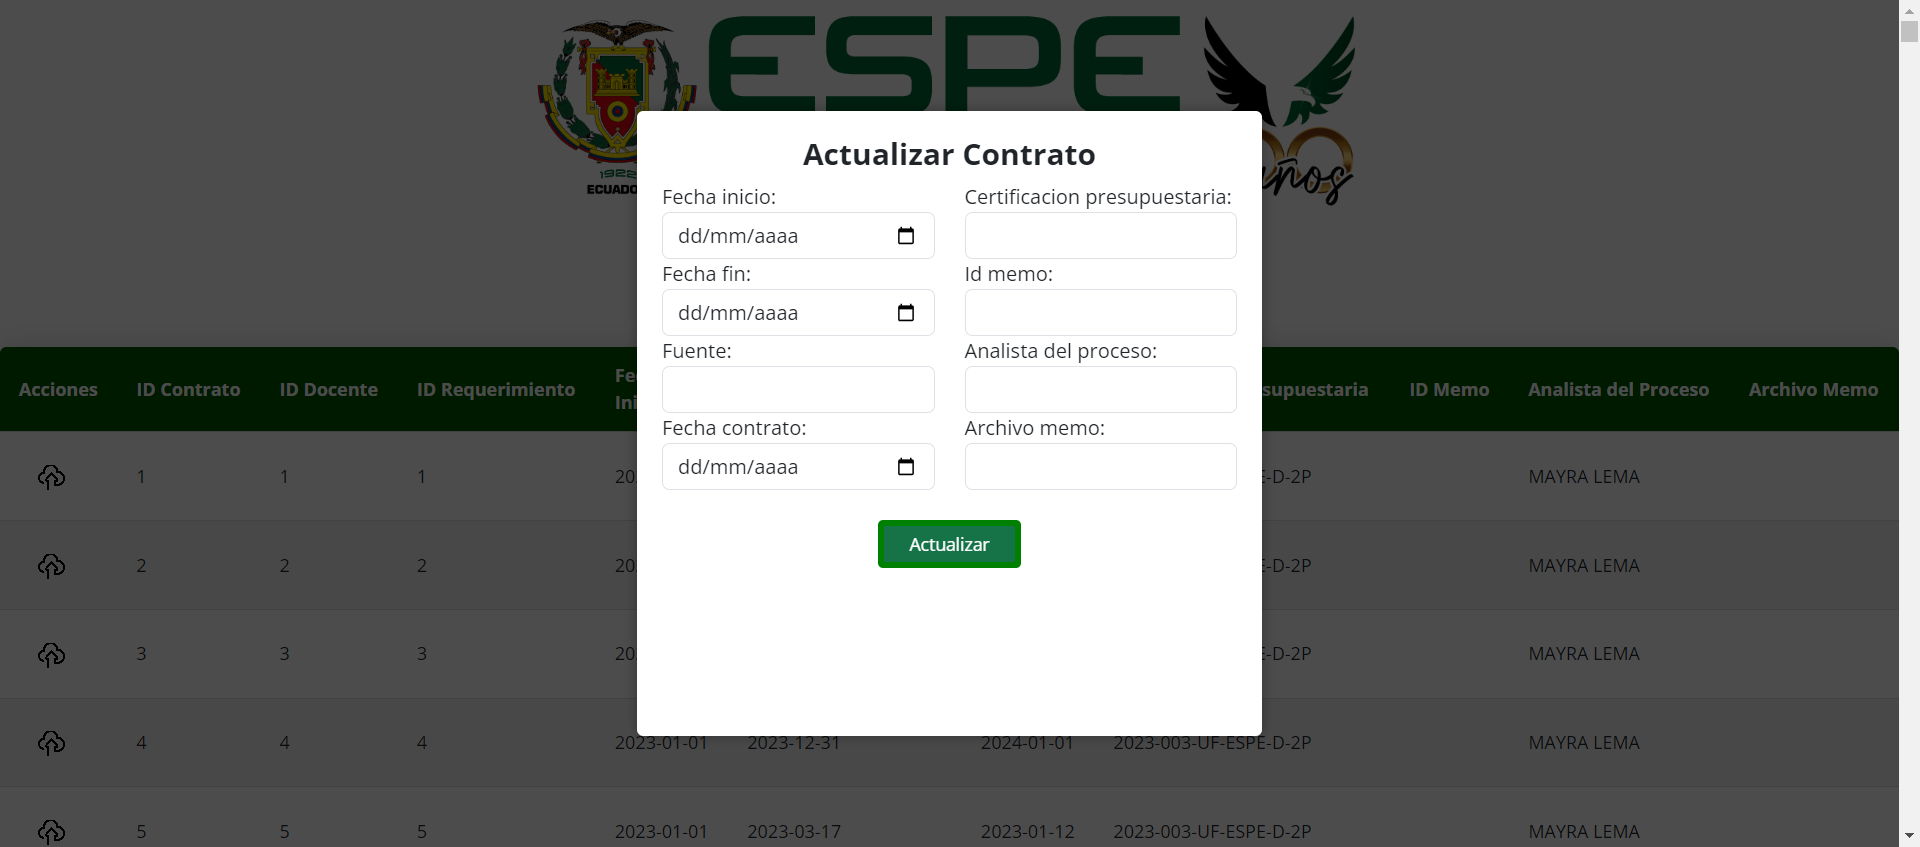 ESPE
1922
ECUADO
años
Actualizar Contrato
Fecha inicio:
Certificacion presupuestaria:
dd/mm/aaaa
Fecha fin:
Id memo:
dd/mm/aaaa
Fuente:
Analista del proceso:
Fecha contrato:
Archivo memo:
dd/mm/aaaa
Actualizar
Acciones ID Contrato ID Docente ID Requerimiento Fe Ini supuestaria ID Memo Analista del Proceso Archivo Memo
1 1 1 20 E-D-2P MAYRA LEMA
2 2 2 20 E-D-2P MAYRA LEMA
3 3 3 20 E-D-2P MAYRA LEMA
4 4 4 2023-01-01 2023-12-31 2024-01-01 2023-003-UF-ESPE-D-2P MAYRA LEMA
5 5 5 2023-01-01 2023-03-17 2023-01-12 2023-003-UF-ESPE-D-2P MAYRA LEMA